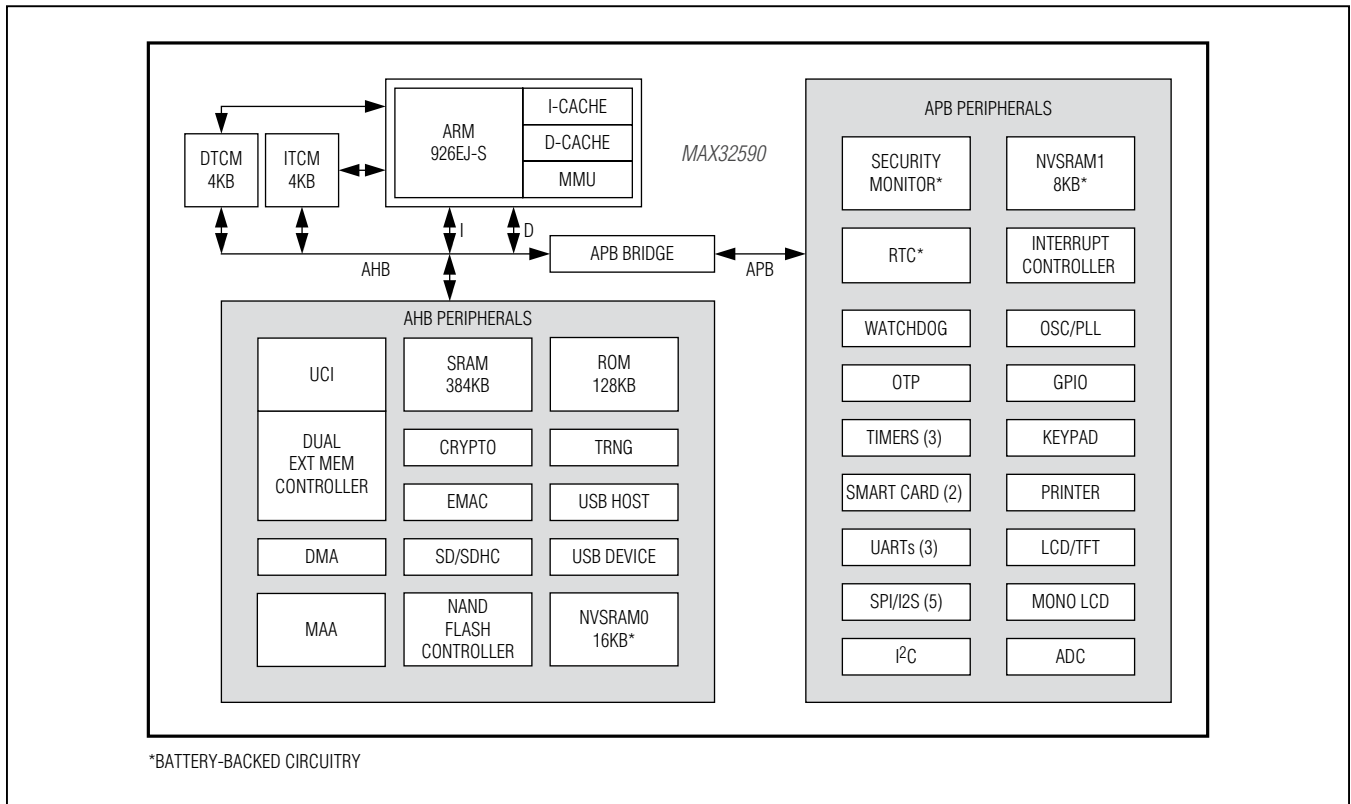 DTCM
4KB
ITCM
4KB
ARM
926EJ-S
I-CACHE
D-CACHE
MMU
MAX32590
I
D
AHB
APB BRIDGE
APB
AHB PERIPHERALS
UCI
SRAM
384KB
ROM
128KB
DUAL
EXT MEM
CONTROLLER
CRYPTO
TRNG
EMAC
USB HOST
DMA
SD/SDHC
USB DEVICE
MAA
NAND
FLASH
CONTROLLER
NVSRAM0
16KB*
APB PERIPHERALS
SECURITY
MONITOR*
NVSRAM1
8KB*
RTC*
INTERRUPT
CONTROLLER
WATCHDOG
OSC/PLL
OTP
GPIO
TIMERS (3)
KEYPAD
SMART CARD (2)
PRINTER
UARTs (3)
LCD/TFT
SPI/I2S (5)
MONO LCD
I²C
ADC
*BATTERY-BACKED CIRCUITRY